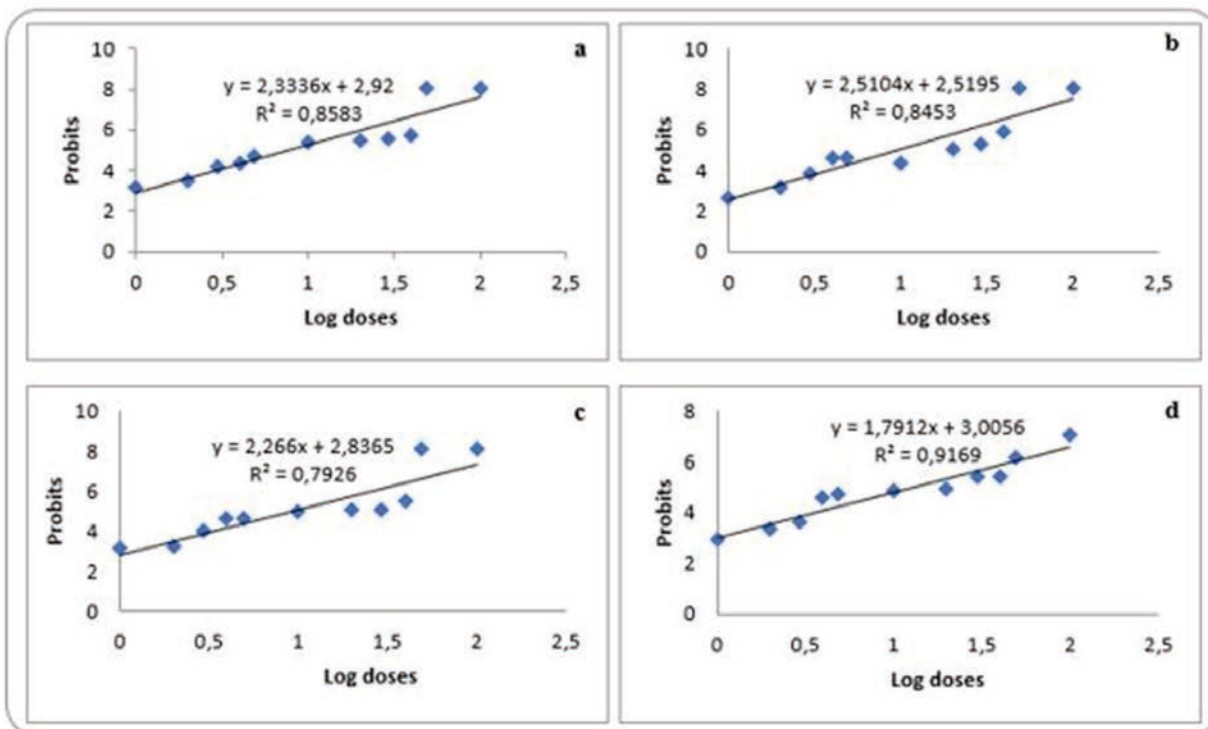 a
10
8
6
4
2
0
Probits
y = 2,3336x + 2,92
R² = 0,8583
0 0,5 1 1,5 2 2,5
Log doses
b
10
8
6
4
2
0
Probits
y = 2,5104x + 2,5195
R² = 0,8453
0 0,5 1 1,5 2 2,5
Log doses
c
10
8
6
4
2
0
Probits
y = 2,266x + 2,8365
R² = 0,7926
0 0,5 1 1,5 2 2,5
Log doses
d
8
6
4
2
0
Probits
y = 1,7912x + 3,0056
R² = 0,9169
0 0,5 1 1,5 2 2,5
Log doses